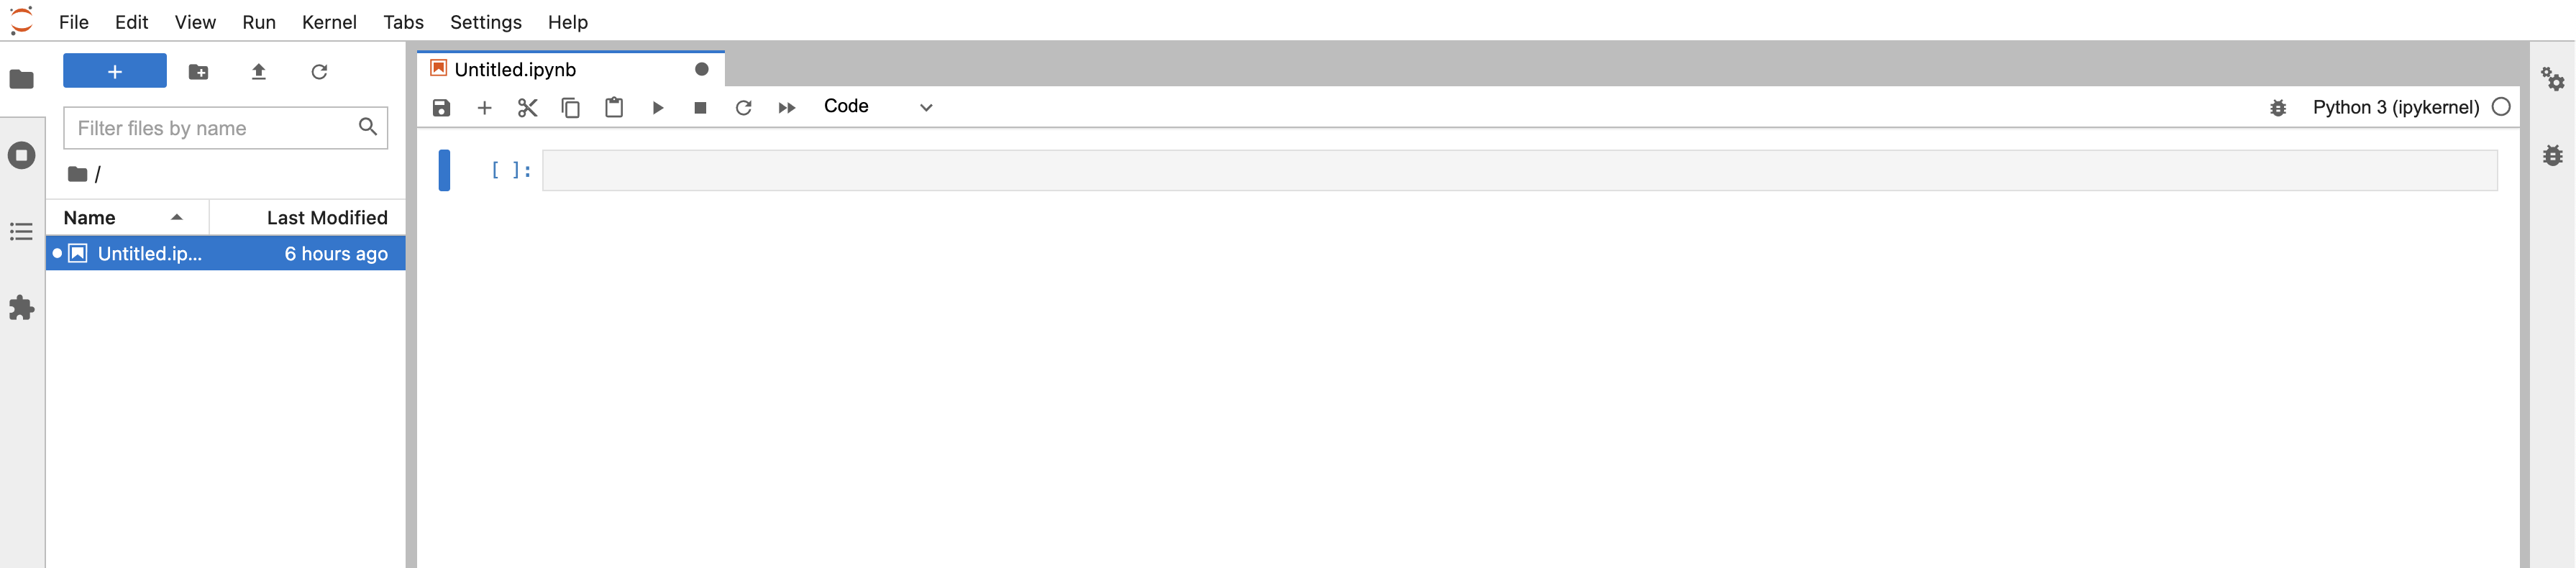 File Edit View Run Kernel Tabs Settings Help
Filter files by name
/
Name Last Modified
Untitled.ip... 6 hours ago
Untitled.ipynb
Code
Python 3 (ipykernel)
[ ]: